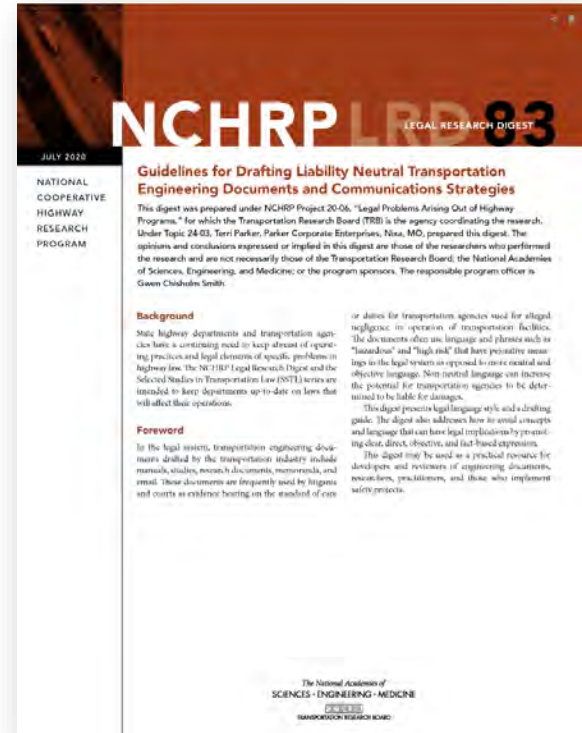 NCHRP LRD 83
LEGAL RESEARCH DIGEST
JULY 2020
NATIONAL
COOPERATIVE
HIGHWAY
RESEARCH
PROGRAM
Guidelines for Drafting Liability Neutral Transportation
Engineering Documents and Communications Strategies
This digest was prepared under NCHRP Project 20-06, "Legal Problems Arising Out of Highway
Programs," for which the Transportation Research Board (TRB) is the agency coordinating the research.
Under Topic 24-03, Terri Parker, Parker Corporate Enterprises, Nixa, MO, prepared this digest. The
opinions and conclusions expressed or implied in this digest are those of the researchers who performed
the research and are not necessarily those of the Transportation Research Board; the National Academies
of Sciences, Engineering, and Medicine; or the program sponsors. The responsible program officer is
Gwen Chisholm Smith.
Background
State highway departments and transportation agen-
cies have a continuing need to keep abreast of operat-
ing practices and legal elements of specific problems in
highway law. The NCHRP Legal Research Digest and the
Selected Studies in Transportation Law (SSTL) series are
intended to keep departments up-to-date on laws that
will affect their operations.
Foreword
In the legal system, transportation engineering docu-
ments drafted by the transportation industry include
manuals, studies, research documents, memoranda, and
email. These documents are frequently used by litigants
and courts as evidence bearing on the standard of care
or duties for transportation agencies sued for alleged
negligence in operation of transportation facilities.
The documents often use language and phrases such as
"hazardous" and "high risk" that have pejorative mean-
ings in the legal system as opposed to more neutral and
objective language. Non-neutral language can increase
the potential for transportation agencies to be deter-
mined to be liable for damages.
This digest presents legal language style and a drafting
guide. The digest also addresses how to avoid concepts
and language that can have legal implications by promot-
ing clear, direct, objective, and fact-based expression.
This digest may be used as a practical resource for
developers and reviewers of engineering documents,
researchers, practitioners, and those who implement
safety projects.
The National Academies of
SCIENCES • ENGINEERING • MEDICINE
TRANSPORTATION RESEARCH BOARD